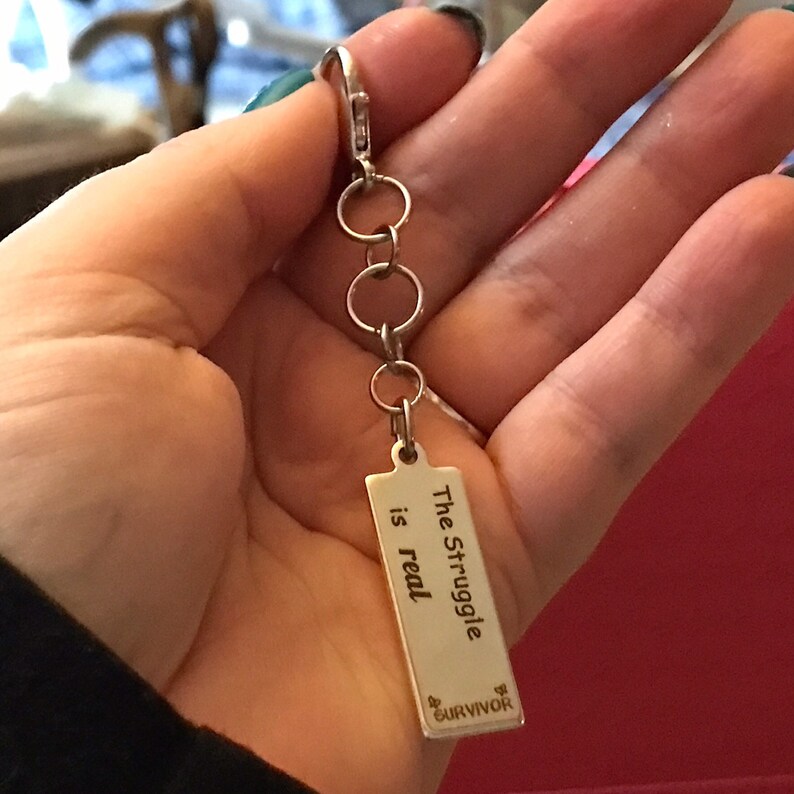 The Struggle
is real
SURVIVOR